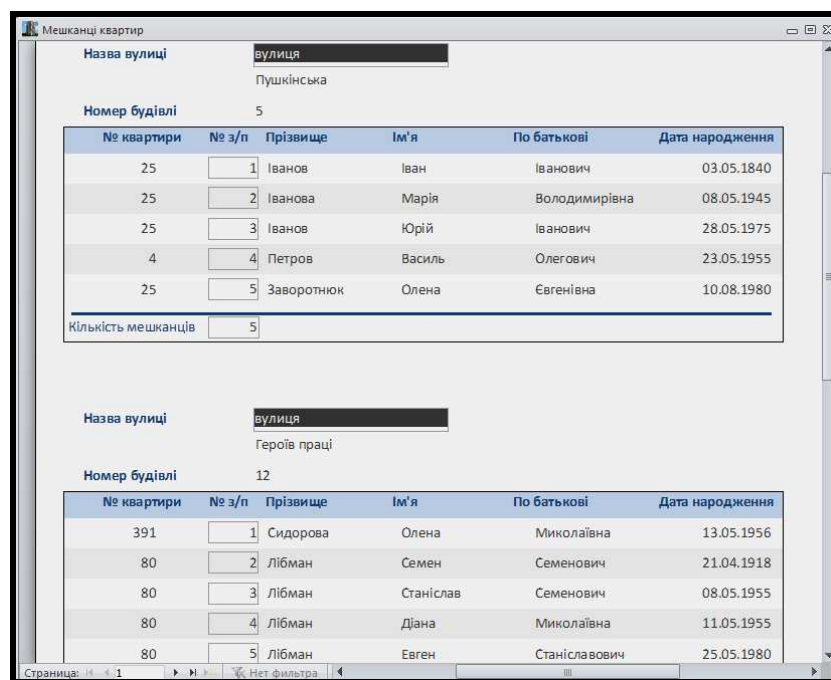 Мешканці квартир
Назва вулиці вулиця
Пушкінська
Номер будівлі 5
№ квартири № з/п Прізвище Ім'я По батькові Дата народження
25 1 Іванов Іван Іванович 03.05.1840
25 2 Іванова Марія Володимирівна 08.05.1945
25 3 Іванов Юрій Іванович 28.05.1975
4 4 Петров Василь Олегович 23.05.1955
25 5 Заворотнюк Олена Євгенівна 10.08.1980
Кількість мешканців 5
Назва вулиці вулиця
Героїв праці
Номер будівлі 12
№ квартири № з/п Прізвище Ім'я По батькові Дата народження
391 1 Сидорова Олена Миколаївна 13.05.1956
80 2 Лібман Семен Семенович 21.04.1918
80 3 Лібман Станіслав Семенович 08.05.1955
80 4 Лібман Діана Миколаївна 11.05.1955
80 5 Лібман Евген Станіславович 25.05.1980
Страница: 1 Нет фильтра